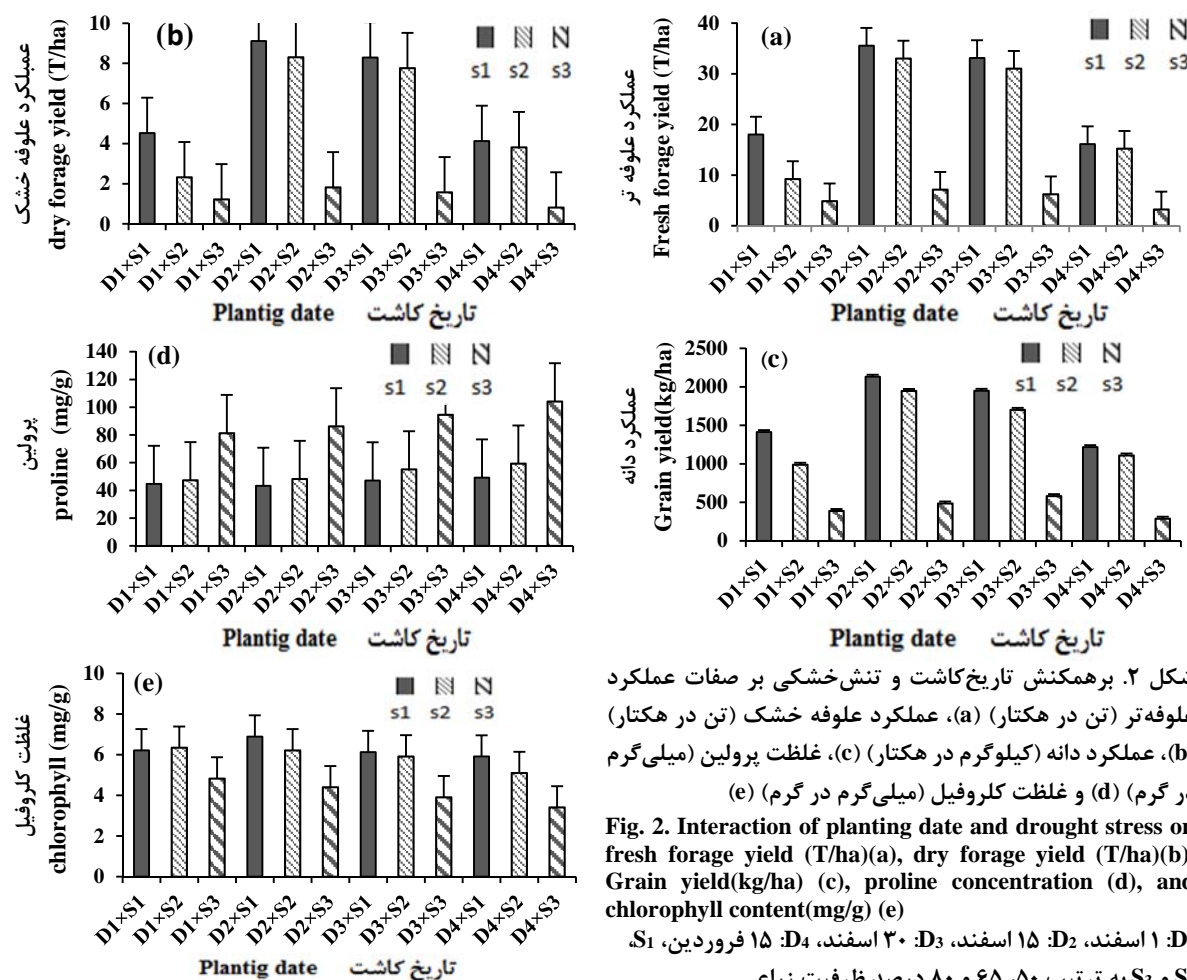 (b)
s1 s2 s3
عمبلکرد علوفه خشک
dry forage yield (T/ha)
10
8
6
4
2
0
D1×S1 D1×S2 D1×S3 D2×S1 D2×S2 D2×S3 D3×S1 D3×S2 D3×S3 D4×S1 D4×S2 D4×S3
Plantig date تاریخ کاشت
(a)
s1 s2 s3
عملکرد علوفه تر
Fresh forage yield (T/ha)
40
30
20
10
0
D1×S1 D1×S2 D1×S3 D2×S1 D2×S2 D2×S3 D3×S1 D3×S2 D3×S3 D4×S1 D4×S2 D4×S3
Plantig date تاریخ کاشت
(d)
s1 s2 s3
پرولین
proline (mg/g)
140
120
100
80
60
40
20
0
D1×S1 D1×S2 D1×S3 D2×S1 D2×S2 D2×S3 D3×S1 D3×S2 D3×S3 D4×S1 D4×S2 D4×S3
Plantig date تاریخ کاشت
(c)
s1 s2 s3
عملکرد دانه
Grain yield(kg/ha)
2500
2000
1500
1000
500
0
D1×S1 D1×S2 D1×S3 D2×S1 D2×S2 D2×S3 D3×S1 D3×S2 D3×S3 D4×S1 D4×S2 D4×S3
Plantig date تاریخ کاشت
(e)
s1 s2 s3
غلظت کروفیل
chlorophyll (mg/g)
10
8
6
4
2
0
D1×S1 D1×S2 D1×S3 D2×S1 D2×S2 D2×S3 D3×S1 D3×S2 D3×S3 D4×S1 D4×S2 D4×S3
Plantig date تاریخ کاشت
شکل ۲. برهمکنش تاریخ‌کاشت و تنش‌خشکی بر صفات عملکرد
علوفه‌تر (تن در هکتار) (a)، عملکرد علوفه خشک (تن در هکتار)
(b)، عملکرد دانه (کیلوگرم در هکتار) (c)، غلظت پرولین (میلی‌گرم
در گرم) (d) و غلظت کلروفیل (میلی‌گرم در گرم) (e)
Fig. 2. Interaction of planting date and drought stress on
fresh forage yield (T/ha)(a), dry forage yield (T/ha)(b)
Grain yield(kg/ha) (c), proline concentration (d), and
chlorophyll content(mg/g) (e)
D: ۱ اسفند، D2: ۱۵ اسفند، D3: ۳۰ اسفند، D4: ۱۵ فروردین، S1،